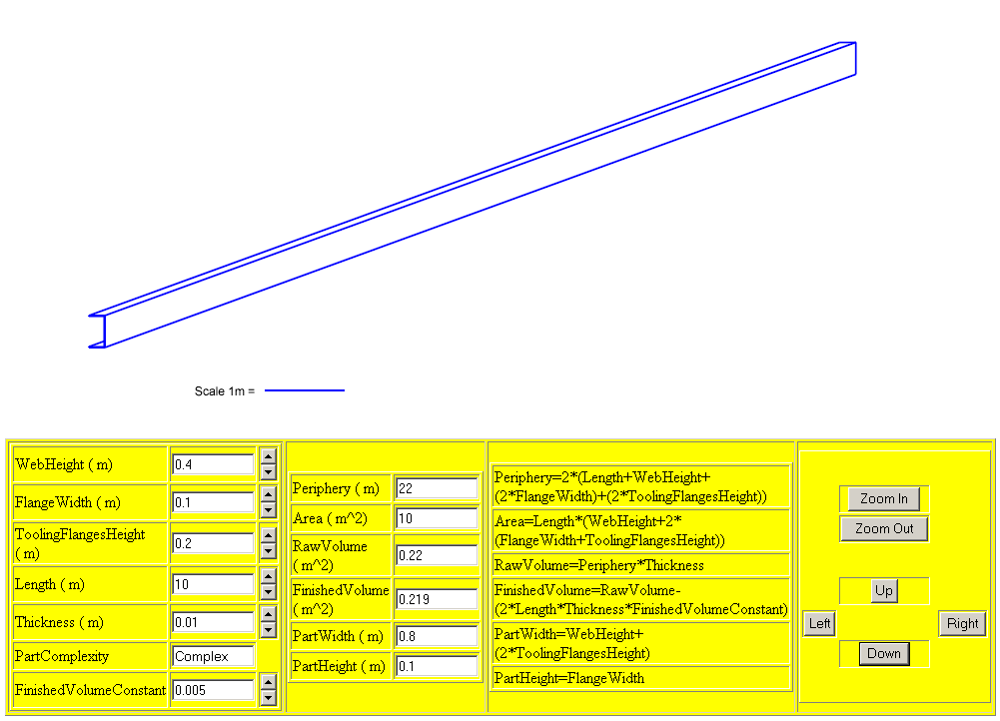 Scale 1m =
WebHeight ( m)
0.4
FlangeWidth ( m)
0.1
ToolingFlangesHeight
( m)
0.2
Length ( m)
10
Thickness ( m)
0.01
PartComplexity
Complex
FinishedVolumeConstant
0.005
Periphery ( m)
22
Area ( m^2)
10
RawVolume
( m^2)
0.22
FinishedVolume
( m^2)
0.219
PartWidth ( m)
0.8
PartHeight ( m)
0.1
Periphery=2*(Length+WebHeight+
(2*FlangeWidth)+(2*ToolingFlangesHeight))
Area=Length*(WebHeight+2*
(FlangeWidth+ToolingFlangesHeight))
RawVolume=Periphery*Thickness
FinishedVolume=RawVolume-
(2*Length*Thickness*FinishedVolumeConstant)
PartWidth=WebHeight+
(2*ToolingFlangesHeight)
PartHeight=FlangeWidth
Zoom In
Zoom Out
Up
Left
Right
Down